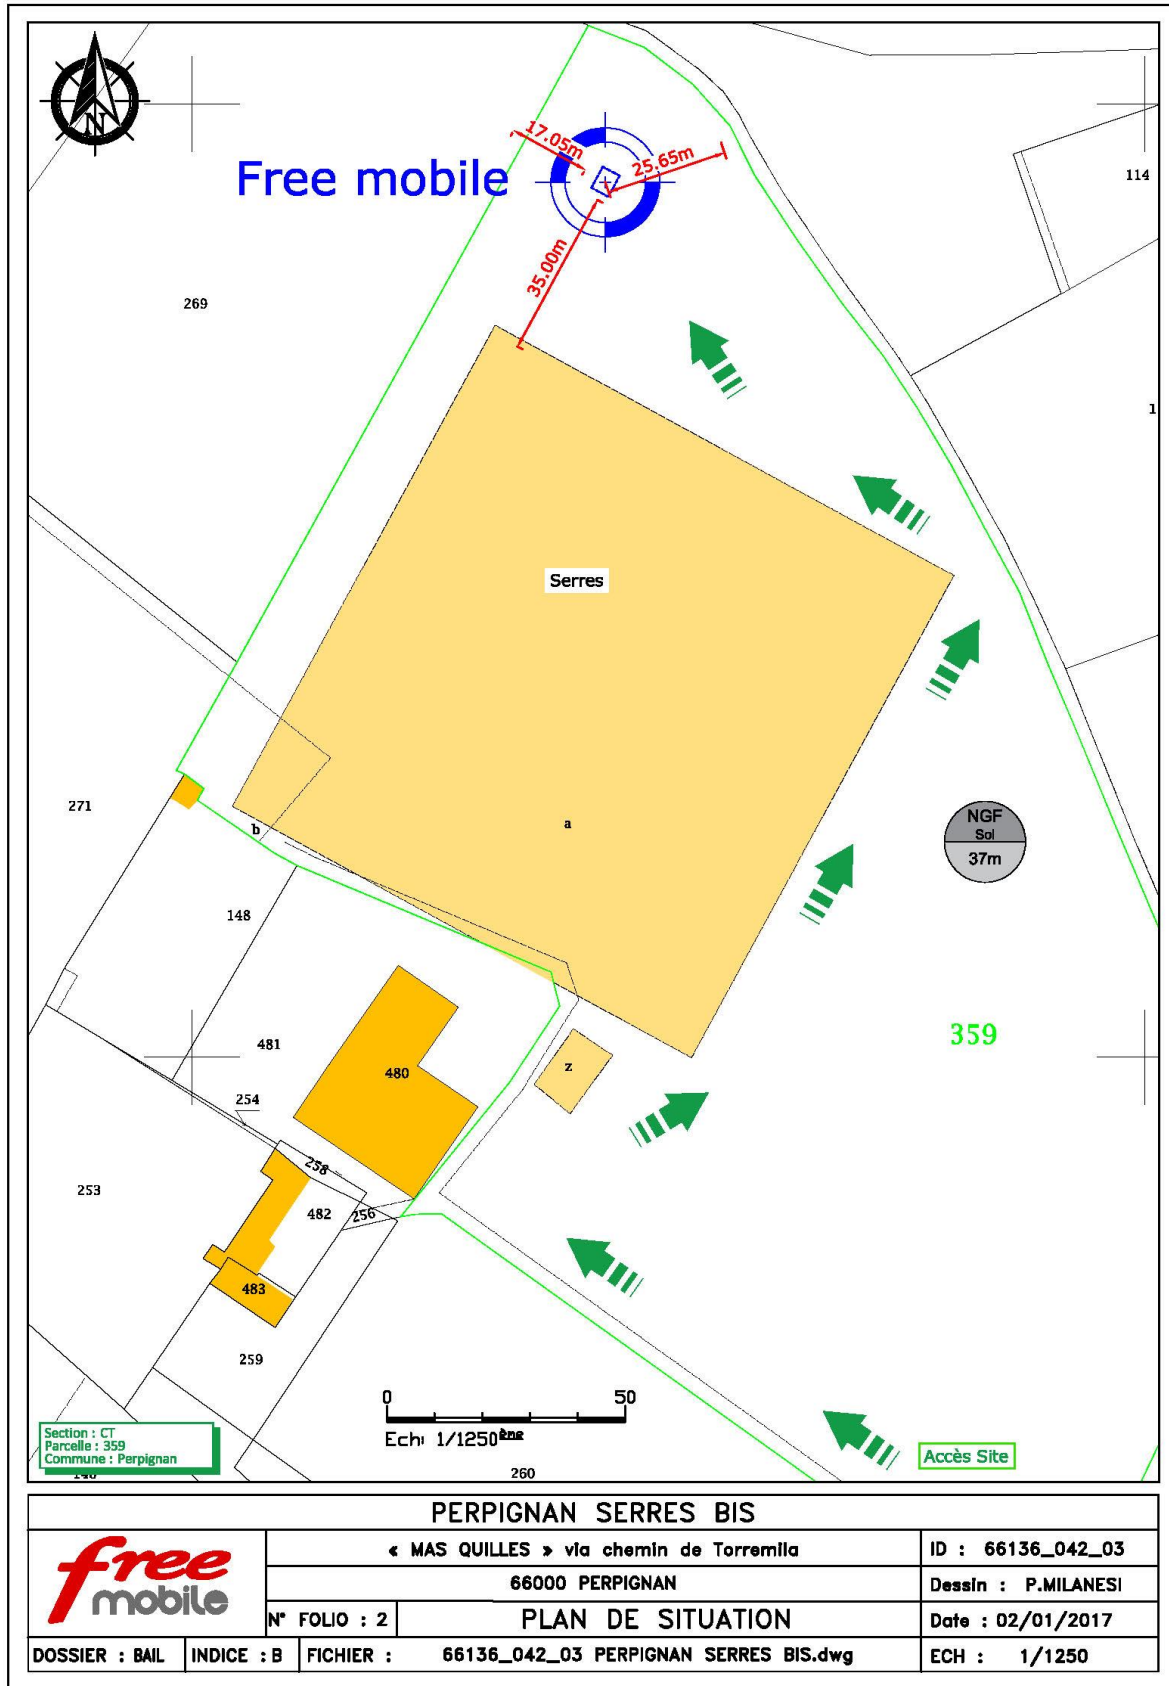 N
Free mobile
17.05m
25.65m
35.00m
114
269
1
Serres
271
b
a
NGF
Sol
37m
148
359
481
480
z
254
258
253
482
256
483
259
0 50
Ech: 1/1250ème
Section : CT
Parcelle : 359
Commune : Perpignan
Accès Site
260
PERPIGNAN SERRES BIS
free
mobile
« MAS QUILLES » via chemin de Torremila
ID : 66136_042_03
66000 PERPIGNAN
Dessin : P.MILANESI
N° FOLIO : 2
PLAN DE SITUATION
Date : 02/01/2017
DOSSIER : BAIL
INDICE : B
FICHIER : 66136_042_03 PERPIGNAN SERRES BIS.dwg
ECH : 1/1250